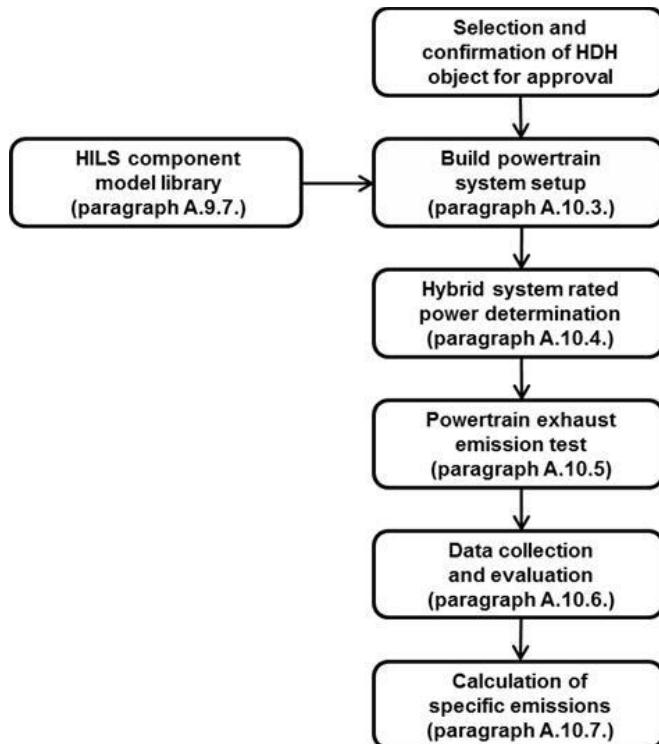 Selection and
confirmation of HDH
object for approval
HILS component
model library
(paragraph A.9.7.)
Build powertrain
system setup
(paragraph A.10.3.)
Hybrid system rated
power determination
(paragraph A.10.4.)
Powertrain exhaust
emission test
(paragraph A.10.5)
Data collection
and evaluation
(paragraph A.10.6.)
Calculation of
specific emissions
(paragraph A.10.7.)